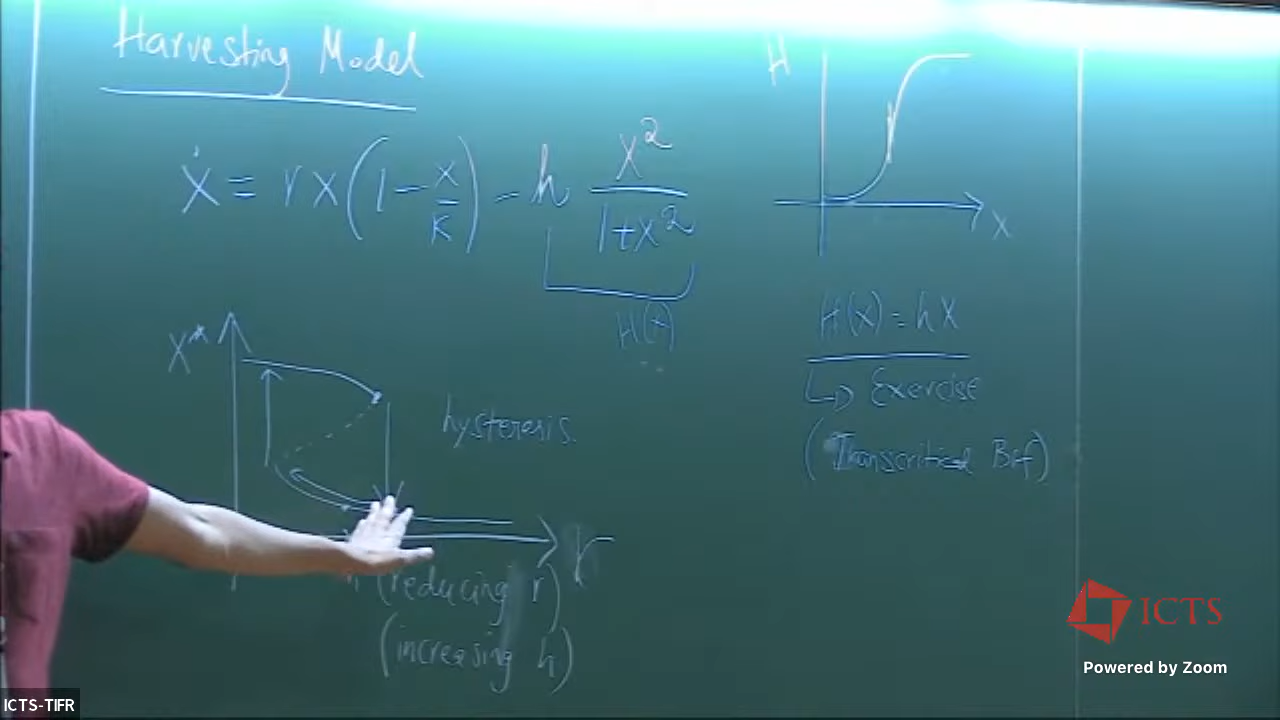 Harvesting Model
ẋ = r x (1 - x/K) - h x²/(1+x²)
H(x)
H
x
H(x) = hx
↳ Exercise
(Transcritical Bif)
x*
hysteresis.
r
(reducing r)
(increasing h)
ICTS
Powered by Zoom
ICTS-TIFR